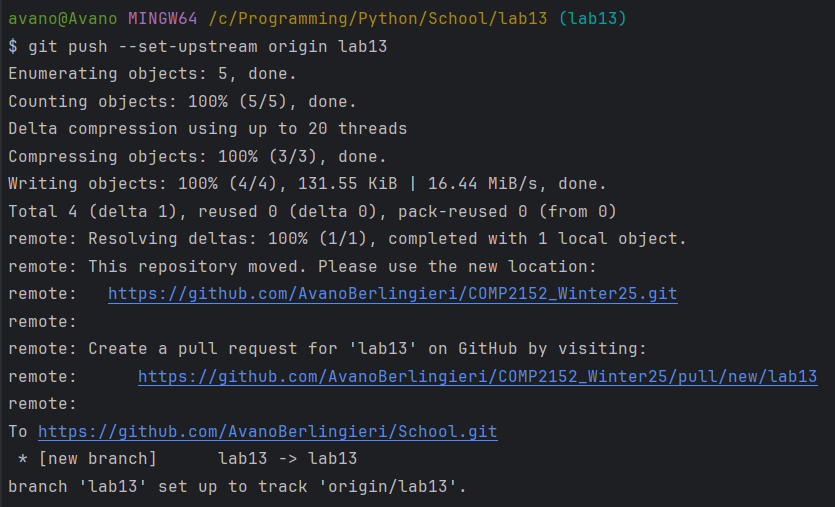 avano@Avano MINGW64 /c/Programming/Python/School/lab13 (lab13)
$ git push --set-upstream origin lab13
Enumerating objects: 5, done.
Counting objects: 100% (5/5), done.
Delta compression using up to 20 threads
Compressing objects: 100% (3/3), done.
Writing objects: 100% (4/4), 131.55 KiB | 16.44 MiB/s, done.
Total 4 (delta 1), reused 0 (delta 0), pack-reused 0 (from 0)
remote: Resolving deltas: 100% (1/1), completed with 1 local object.
remote: This repository moved. Please use the new location:
remote:   https://github.com/AvanoBerlingieri/COMP2152_Winter25.git
remote:
remote: Create a pull request for 'lab13' on GitHub by visiting:
remote:      https://github.com/AvanoBerlingieri/COMP2152_Winter25/pull/new/lab13
remote:
To https://github.com/AvanoBerlingieri/School.git
 * [new branch]      lab13 -> lab13
branch 'lab13' set up to track 'origin/lab13'.